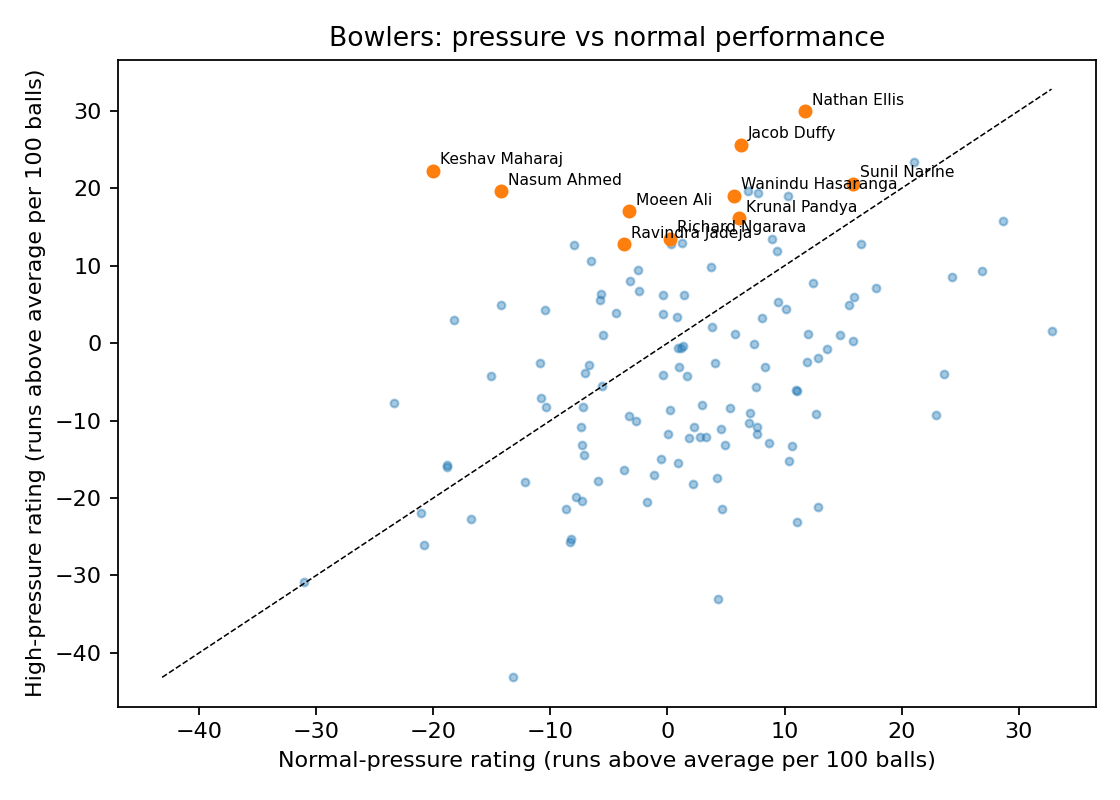 Bowlers: pressure vs normal performance
High-pressure rating (runs above average per 100 balls)
30
20
10
0
−10
−20
−30
−40
Nathan Ellis
Jacob Duffy
Keshav Maharaj
Sunil Narine
Nasum Ahmed
Wanindu Hasaranga
Moeen Ali
Krunal Pandya
Richard Ngarava
Ravindra Jadeja
−40
−30
−20
−10
0
10
20
30
Normal-pressure rating (runs above average per 100 balls)